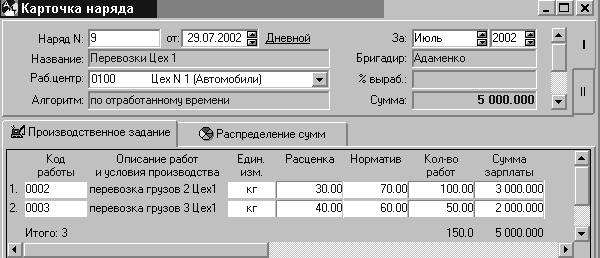 Карточка наряда
Наряд N: 9 от: 29.07.2002 Дневной За: Июль 2002 I
Название: Перевозки Цех 1 Бригадир: Адаменко
Раб.центр: 0100 Цех N 1 (Автомобили) % выраб.: II
Алгоритм: по отработанному времени Сумма: 5 000.000
Производственное задание Распределение сумм
Код Описание работ Един. Расценка Норматив Кол-во Сумма
работы и условия производства изм. работ зарплаты
1. 0002 перевозка грузов 2 Цех1 кг 30.00 70.00 100.00 3 000.000
2. 0003 перевозка грузов 3 Цех1 кг 40.00 60.00 50.00 2 000.000
Итого: 3 150.0 5 000.000